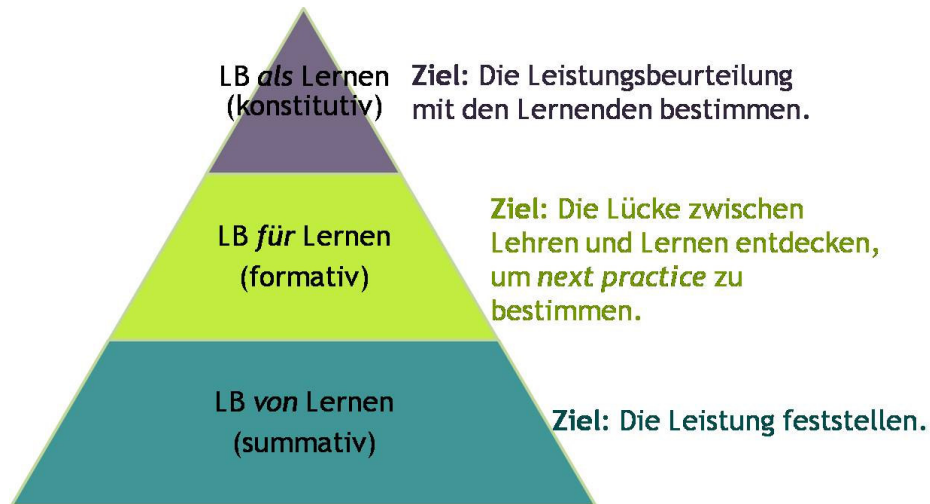 LB als Lernen
(konstitutiv)
Ziel: Die Leistungsbeurteilung
mit den Lernenden bestimmen.
LB für Lernen
(formativ)
Ziel: Die Lücke zwischen
Lehren und Lernen entdecken,
um next practice zu
bestimmen.
LB von Lernen
(summativ)
Ziel: Die Leistung feststellen.